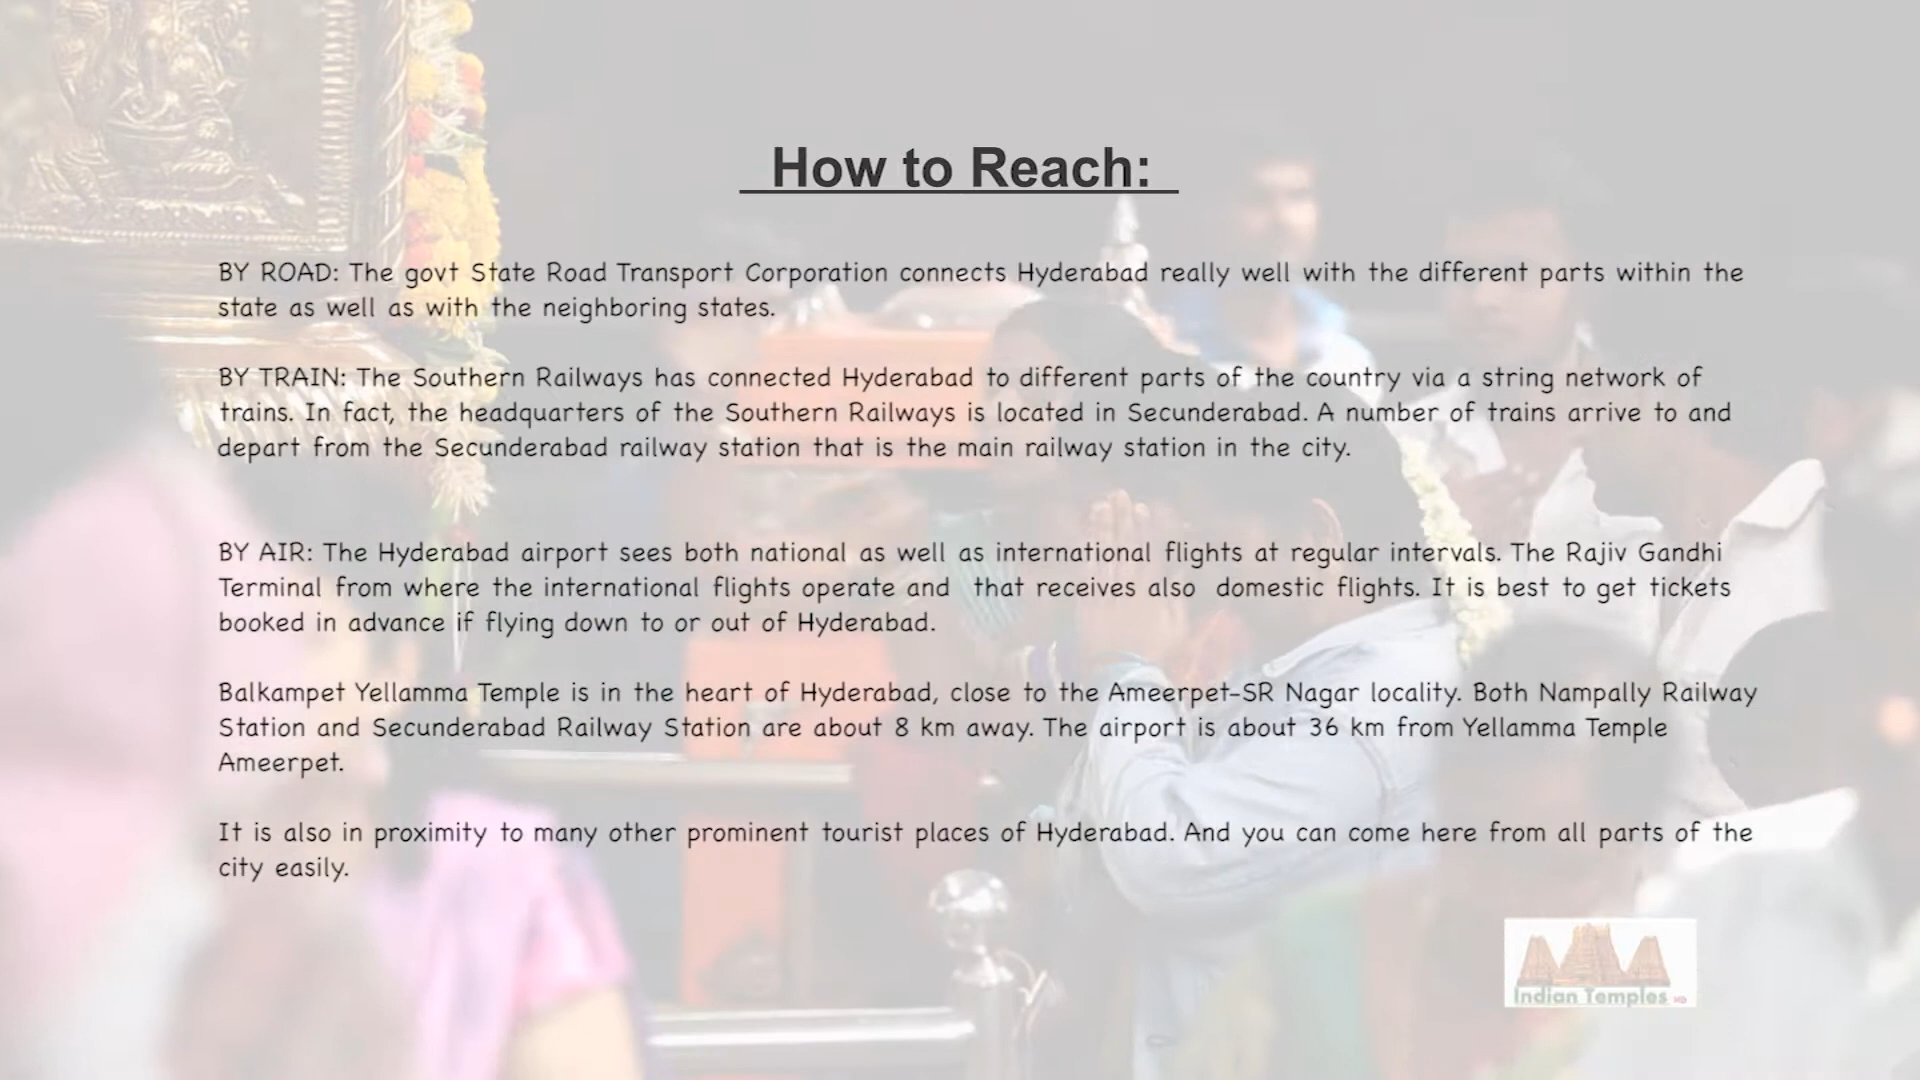 How to Reach:
BY ROAD: The govt State Road Transport Corporation connects Hyderabad really well with the different parts within the
state as well as with the neighboring states.
BY TRAIN: The Southern Railways has connected Hyderabad to different parts of the country via a string network of
trains. In fact, the headquarters of the Southern Railways is located in Secunderabad. A number of trains arrive to and
depart from the Secunderabad railway station that is the main railway station in the city.
BY AIR: The Hyderabad airport sees both national as well as international flights at regular intervals. The Rajiv Gandhi
Terminal from where the international flights operate and that receives also domestic flights. It is best to get tickets
booked in advance if flying down to or out of Hyderabad.
Balkampet Yellamma Temple is in the heart of Hyderabad, close to the Ameerpet-SR Nagar locality. Both Nampally Railway
Station and Secunderabad Railway Station are about 8 km away. The airport is about 36 km from Yellamma Temple
Ameerpet.
It is also in proximity to many other prominent tourist places of Hyderabad. And you can come here from all parts of the
city easily.
Indian Temples HD